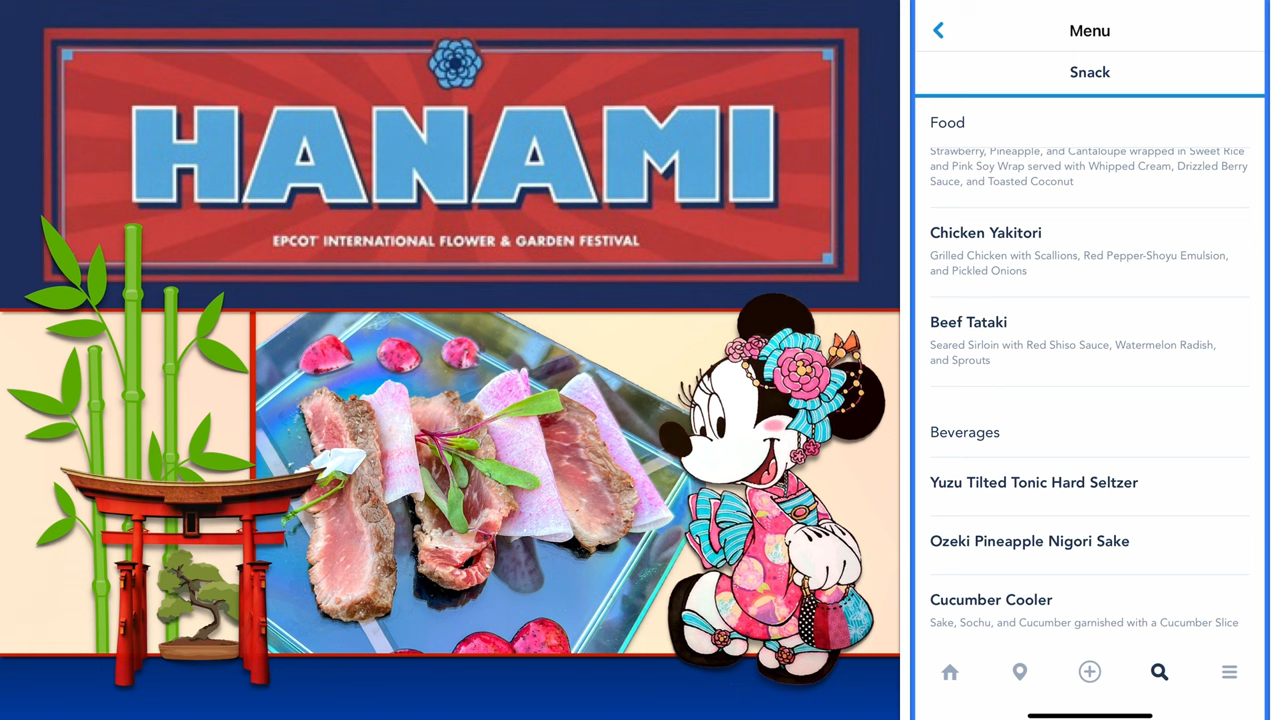 HANAMI
EPCOT INTERNATIONAL FLOWER & GARDEN FESTIVAL
Menu
Snack
Food
Strawberry, Pineapple, and Cantaloupe wrapped in Sweet Rice
and Pink Soy Wrap served with Whipped Cream, Drizzled Berry
Sauce, and Toasted Coconut
Chicken Yakitori
Grilled Chicken with Scallions, Red Pepper-Shoyu Emulsion,
and Pickled Onions
Beef Tataki
Seared Sirloin with Red Shiso Sauce, Watermelon Radish,
and Sprouts
Beverages
Yuzu Tilted Tonic Hard Seltzer
Ozeki Pineapple Nigori Sake
Cucumber Cooler
Sake, Sochu, and Cucumber garnished with a Cucumber Slice